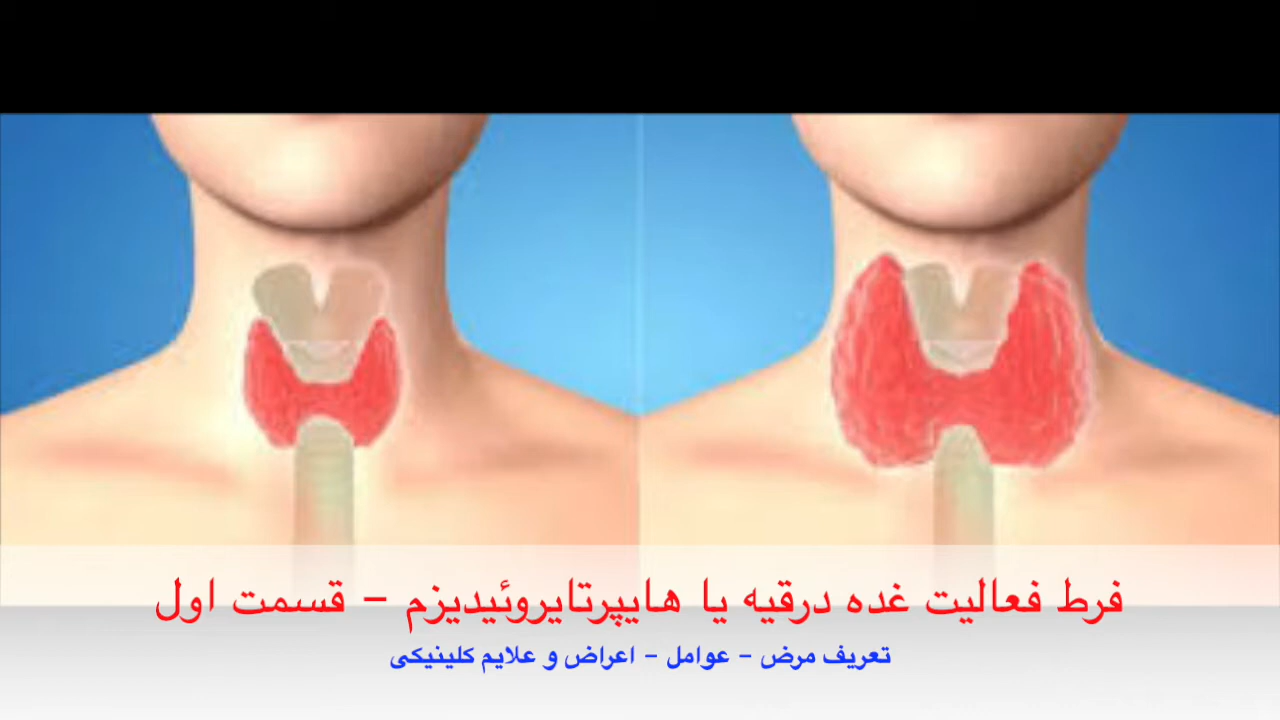 فرط فعالیت غده درقیه یا هایپرتایروئیدیزم – قسمت اول
تعریف مرض – عوامل – اعراض و علایم کلینیکی